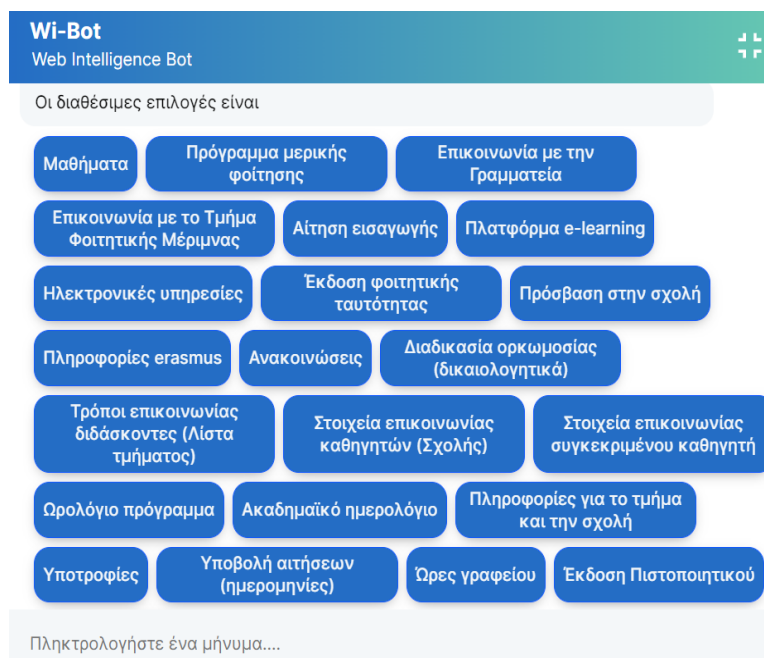 Wi-Bot
Web Intelligence Bot
Οι διαθέσιμες επιλογές είναι
Μαθήματα
Πρόγραμμα μερικής
φοίτησης
Επικοινωνία με την
Γραμματεία
Επικοινωνία με το Τμήμα
Φοιτητικής Μέριμνας
Αίτηση εισαγωγής
Πλατφόρμα e-learning
Ηλεκτρονικές υπηρεσίες
Έκδοση φοιτητικής
ταυτότητας
Πρόσβαση στην σχολή
Πληροφορίες erasmus
Ανακοινώσεις
Διαδικασία ορκωμοσίας
(δικαιολογητικά)
Τρόποι επικοινωνίας
διδάσκοντες (Λίστα
τμήματος)
Στοιχεία επικοινωνίας
καθηγητών (Σχολής)
Στοιχεία επικοινωνίας
συγκεκριμένου καθηγητή
Ωρολόγιο πρόγραμμα
Ακαδημαϊκό ημερολόγιο
Πληροφορίες για το τμήμα
και την σχολή
Υποτροφίες
Υποβολή αιτήσεων
(ημερομηνίες)
Ώρες γραφείου
Έκδοση Πιστοποιητικού
Πληκτρολογήστε ένα μήνυμα....